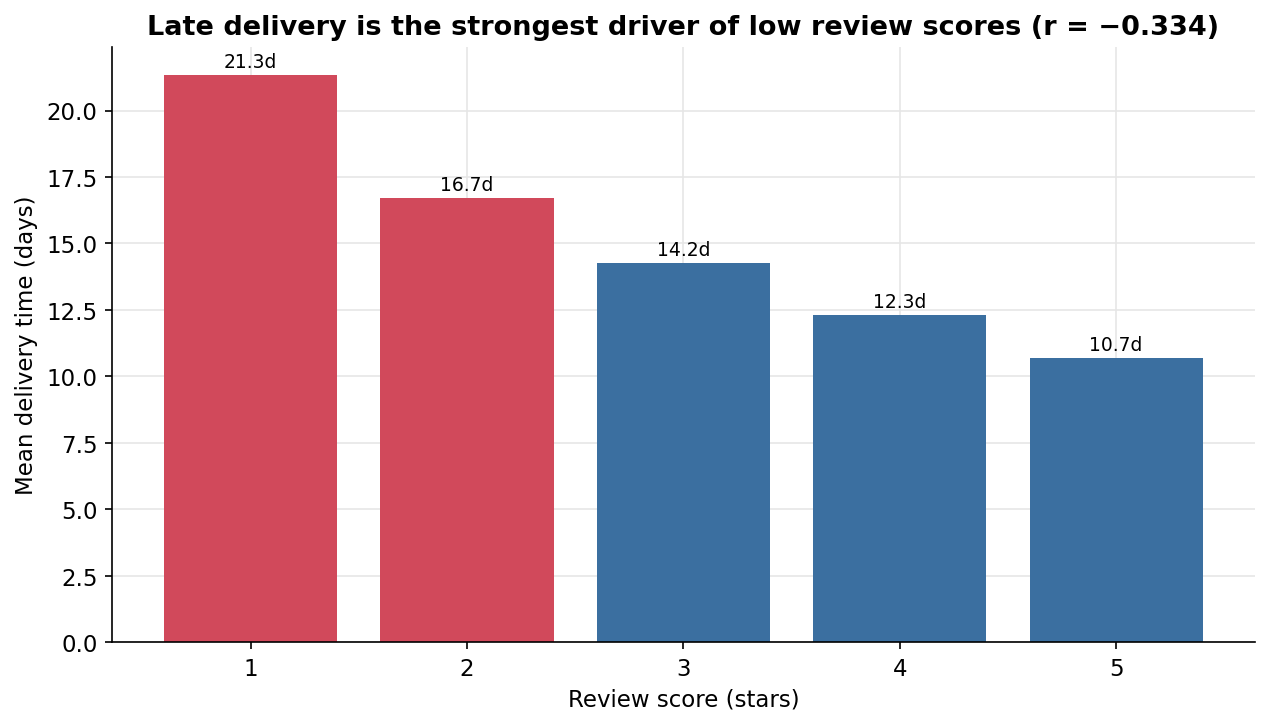 Late delivery is the strongest driver of low review scores (r = −0.334)
21.3d
16.7d
14.2d
12.3d
10.7d
Mean delivery time (days)
20.0
17.5
15.0
12.5
10.0
7.5
5.0
2.5
0.0
1 2 3 4 5
Review score (stars)